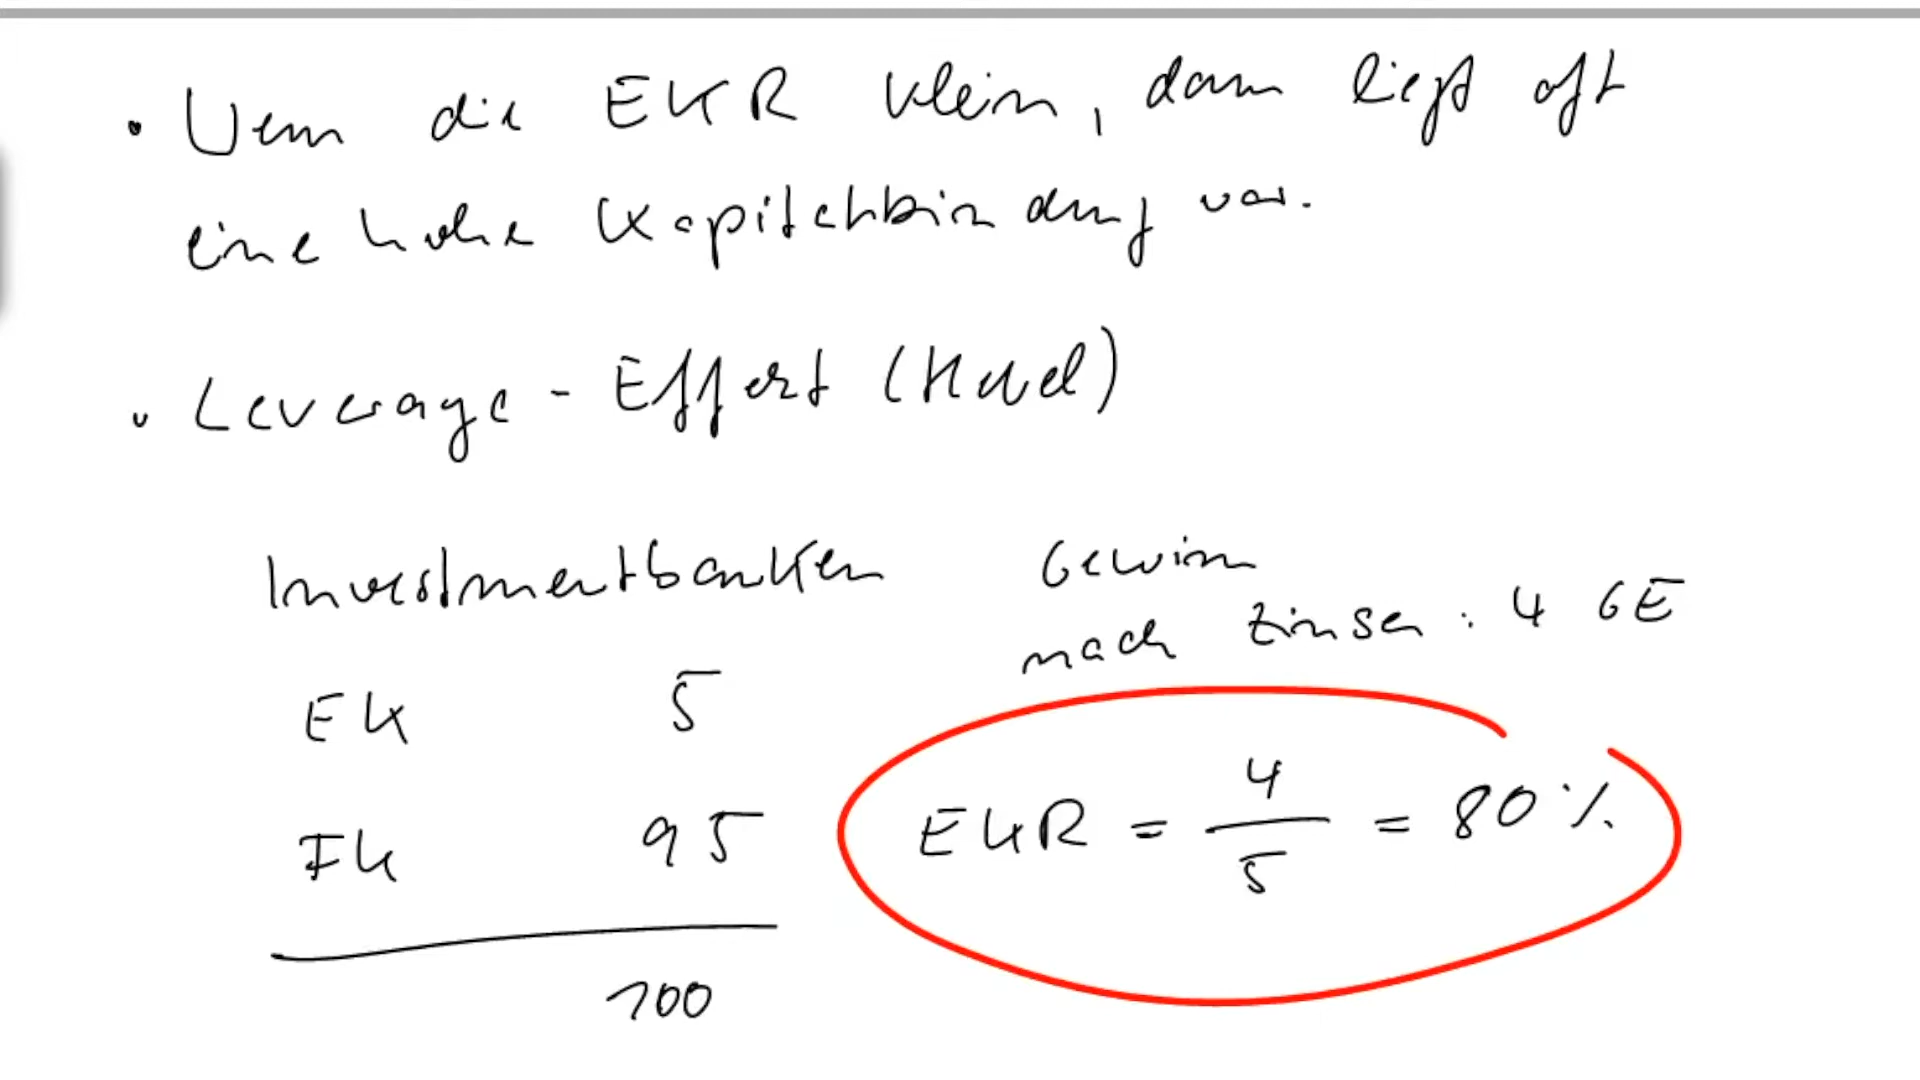 • Wenn die EKR klein, dann liegt oft
eine hohe Kapitalbindung vor.
• Leverage-Effekt (Hebel)
Investmentbanken
Gewinn
nach Zinsen: 4 GE
EK 5
FK 95
100
EKR = 4/5 = 80%